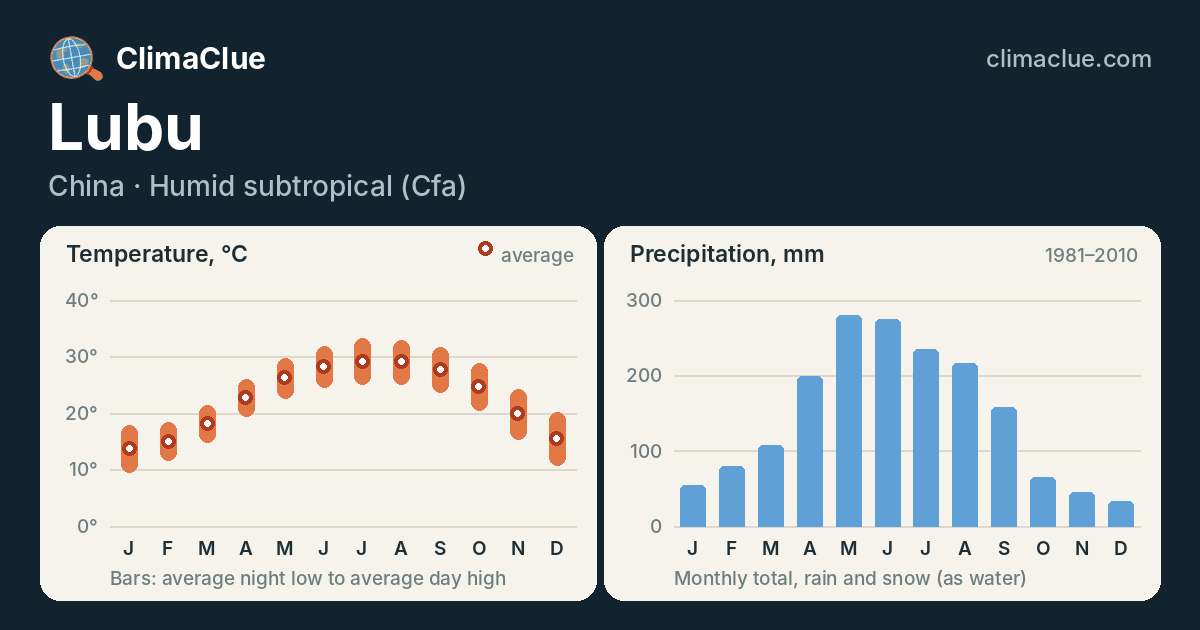 ClimaClue
climaclue.com
Lubu
China · Humid subtropical (Cfa)
Temperature, °C
average
40°
30°
20°
10°
0°
J F M A M J J A S O N D
Bars: average night low to average day high
Precipitation, mm
1981–2010
300
200
100
0
J F M A M J J A S O N D
Monthly total, rain and snow (as water)